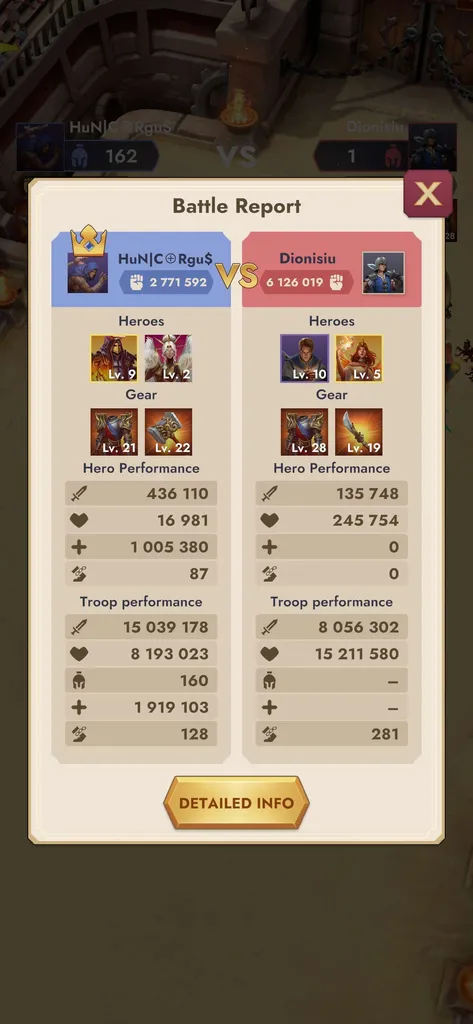 HuN|C⊕Rgu$
Dionisiu
162
VS
1
Battle Report
X
HuN|C⊕Rgu$
2 771 592
VS
Dionisiu
6 126 019
Heroes
Heroes
Lv. 9
Lv. 2
Lv. 10
Lv. 5
Gear
Gear
Lv. 21
Lv. 22
Lv. 28
Lv. 19
Hero Performance
Hero Performance
436 110
135 748
16 981
245 754
1 005 380
0
87
0
Troop performance
Troop performance
15 039 178
8 056 302
8 193 023
15 211 580
160
–
1 919 103
–
128
281
DETAILED INFO